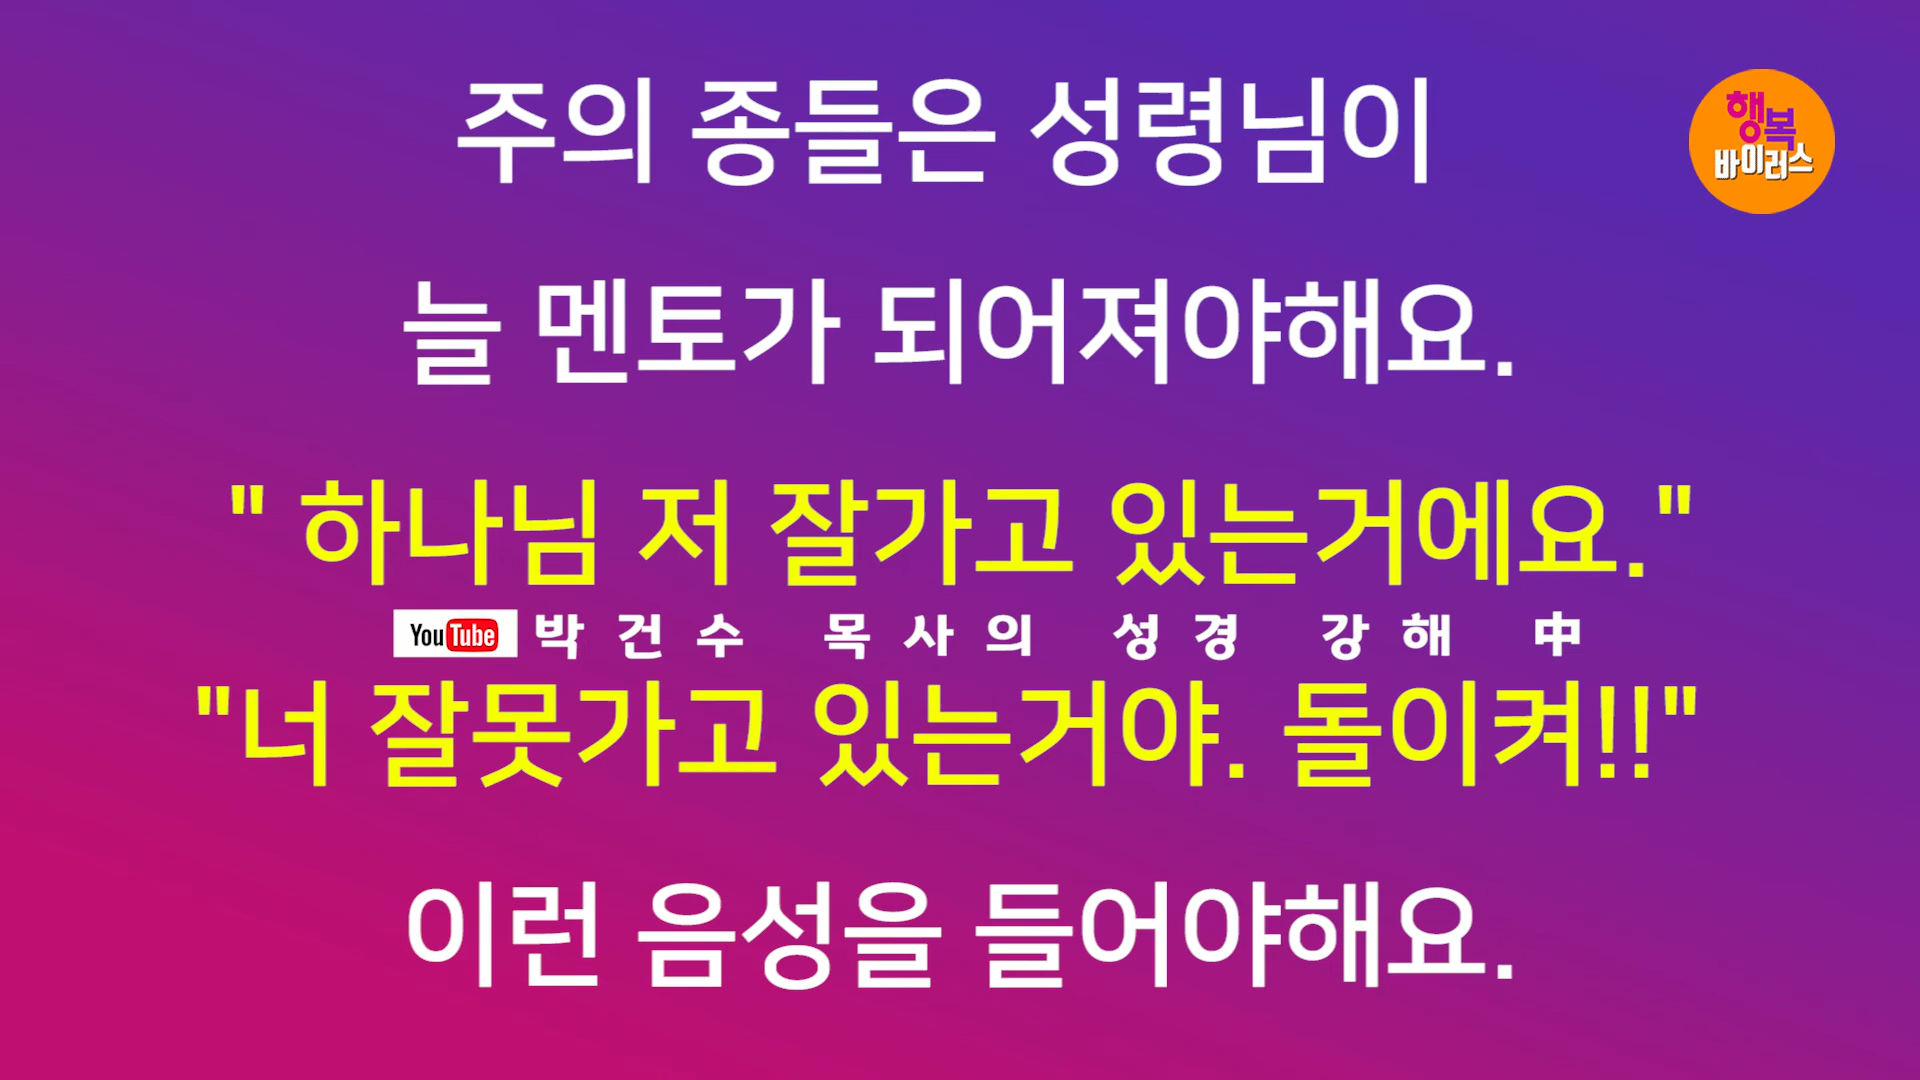 주의 종들은 성령님이
행복
바이러스
늘 멘토가 되어져야해요.
" 하나님 저 잘가고 있는거에요."
YouTube 박건수 목사의 성경 강해 中
"너 잘못가고 있는거야. 돌이켜!!"
이런 음성을 들어야해요.